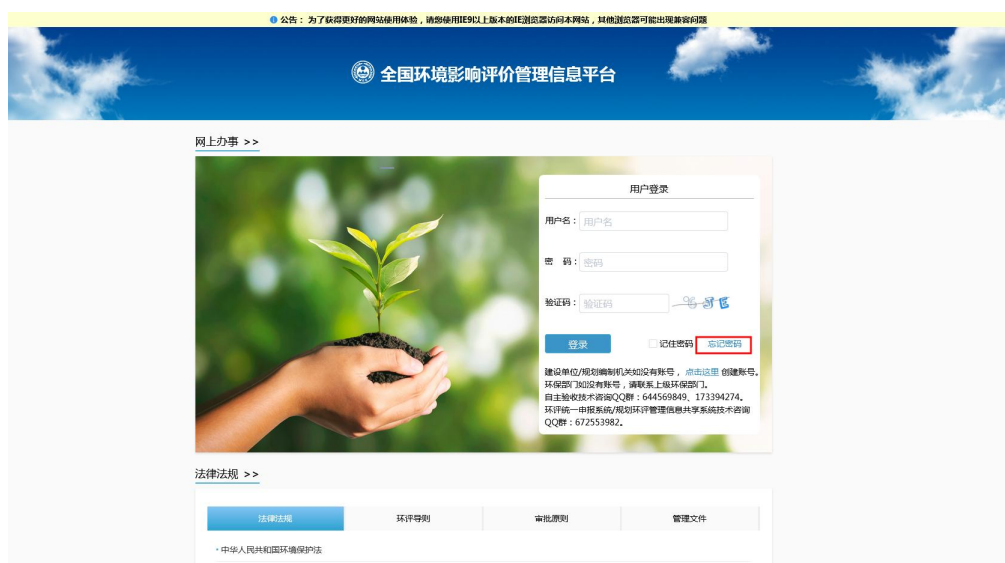 公告： 为了获得更好的网站使用体验，请您使用IE9以上版本的IE浏览器访问本网站，其他浏览器可能出现兼容问题
全国环境影响评价管理信息平台
网上办事 >>
用户登录
用户名： 用户名
密 码： 密码
验证码： 验证码
登录 记住密码 忘记密码
建设单位/规划编制机关如没有账号， 点击这里 创建账号。
环保部门如没有账号，请联系上级环保部门。
自主验收技术咨询QQ群：644569849、173394274。
环评统一申报系统/规划环评管理信息共享系统技术咨询
QQ群：672553982。
法律法规 >>
法律法规 环评导则 审批原则 管理文件
· 中华人民共和国环境保护法